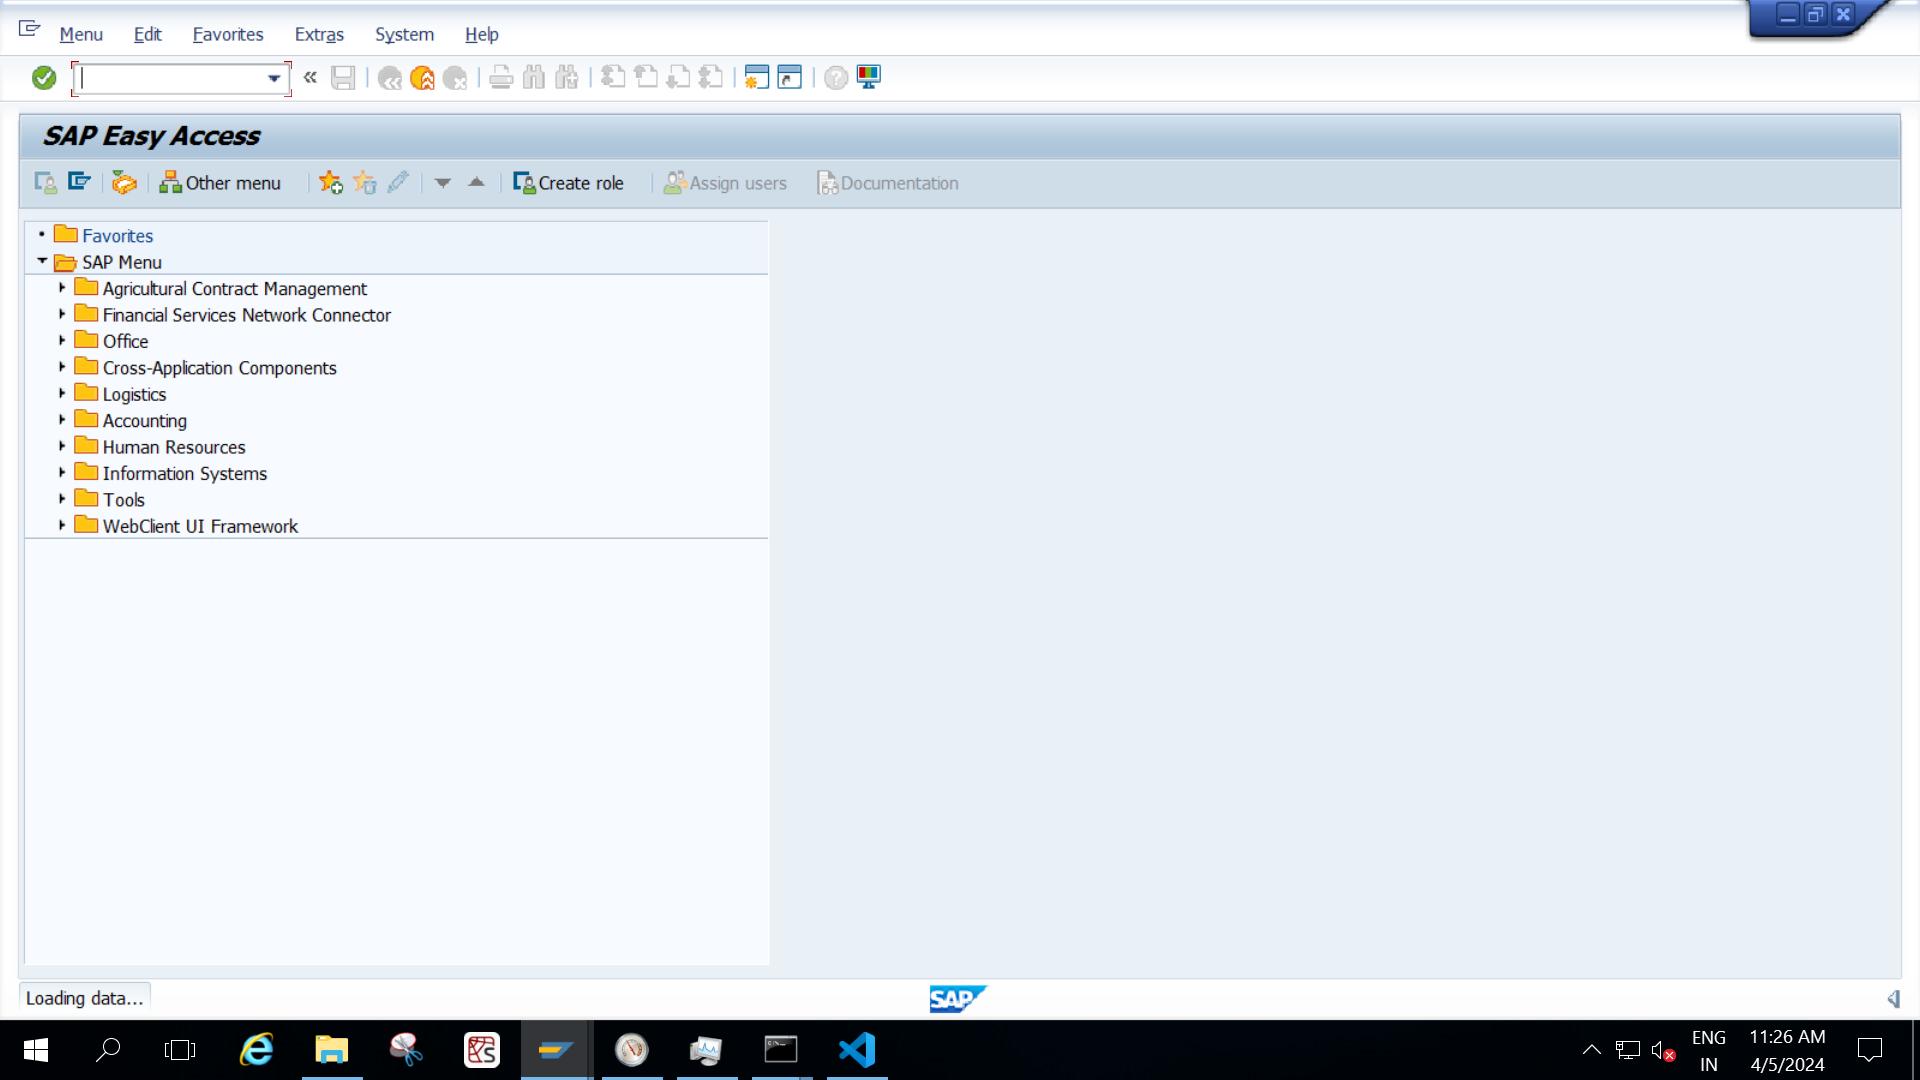 Menu Edit Favorites Extras System Help
SAP Easy Access
Other menu Create role Assign users Documentation
Favorites
SAP Menu
Agricultural Contract Management
Financial Services Network Connector
Office
Cross-Application Components
Logistics
Accounting
Human Resources
Information Systems
Tools
WebClient UI Framework
Loading data...
SAP
ENG 11:26 AM
IN 4/5/2024